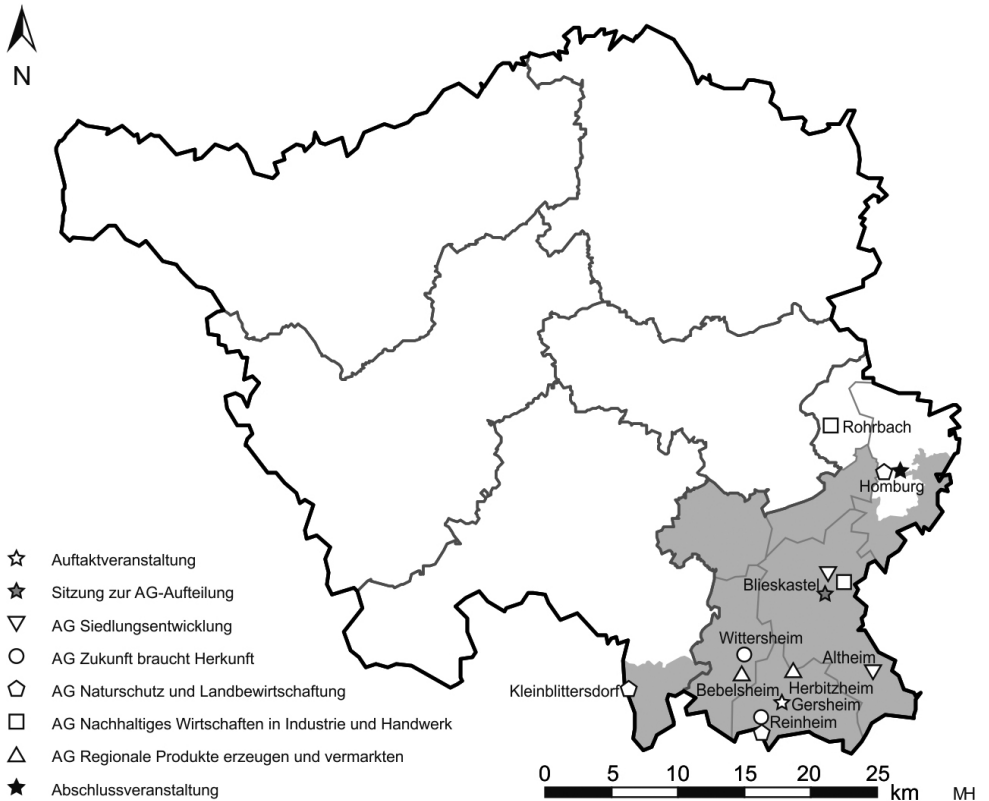 N
Rohrbach
Homburg
Blieskastel
Wittersheim
Altheim
Kleinblittersdorf
Bebelsheim
Herbitzheim
Gersheim
Reinheim
Auftaktveranstaltung
Sitzung zur AG-Aufteilung
AG Siedlungsentwicklung
AG Zukunft braucht Herkunft
AG Naturschutz und Landbewirtschaftung
AG Nachhaltiges Wirtschaften in Industrie und Handwerk
AG Regionale Produkte erzeugen und vermarkten
Abschlussveranstaltung
0 5 10 15 20 25
km
MH